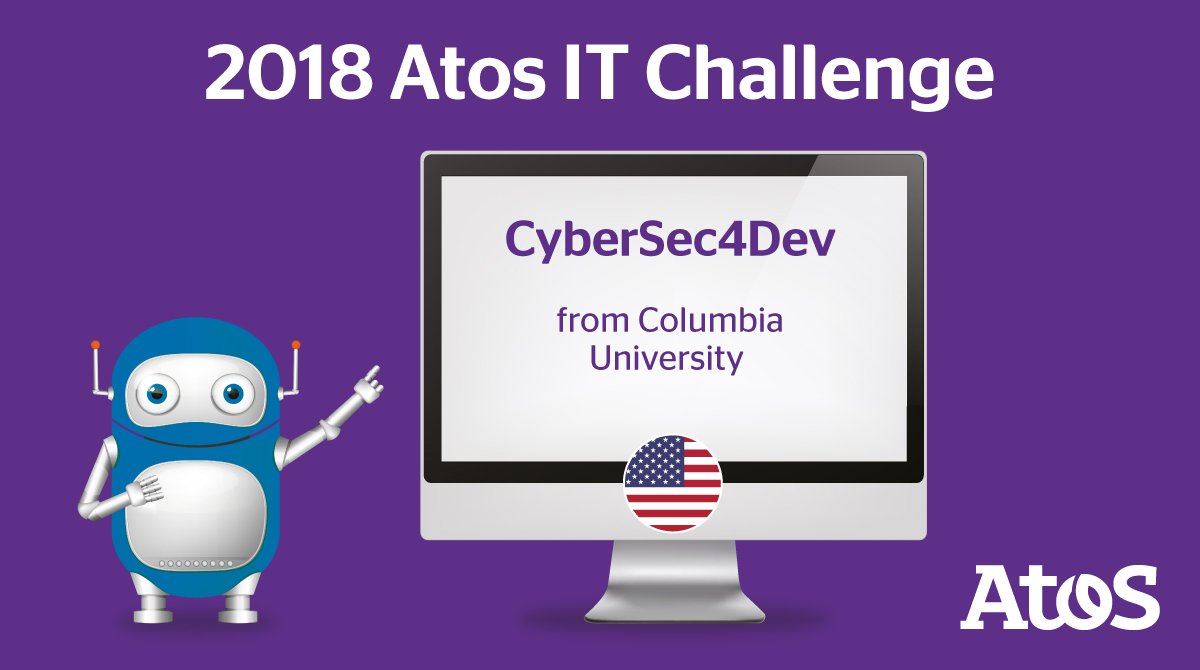 2018 Atos IT Challenge
CyberSec4Dev
from Columbia
University
Atos